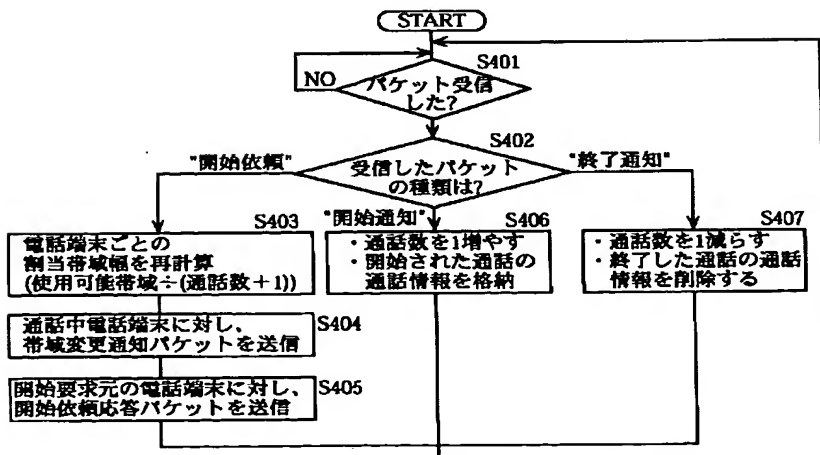 START
S401
NO
パケット受信
した?
S402
"開始依頼"
受信したパケット
の種類は?
"終了通知"
S403
電話端末ごとの
割当帯域幅を再計算
(使用可能帯域÷(通話数+1))
"開始通知"
S406
・通話数を1増やす
・開始された通話の
通話情報を格納
S407
・通話数を1減らす
・終了した通話の通話
情報を削除する
S404
通話中電話端末に対し、
帯域変更通知パケットを送信
S405
開始要求元の電話端末に対し、
開始依頼応答パケットを送信